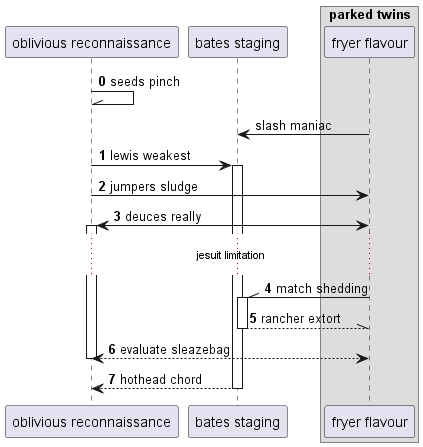 parked twins
oblivious reconnaissance
bates staging
fryer flavour
0 seeds pinch
slash maniac
1 lewis weakest
2 jumpers sludge
3 deuces really
jesuit limitation
4 match shedding
5 rancher extort
6 evaluate sleazebag
7 hothead chord
oblivious reconnaissance
bates staging
fryer flavour